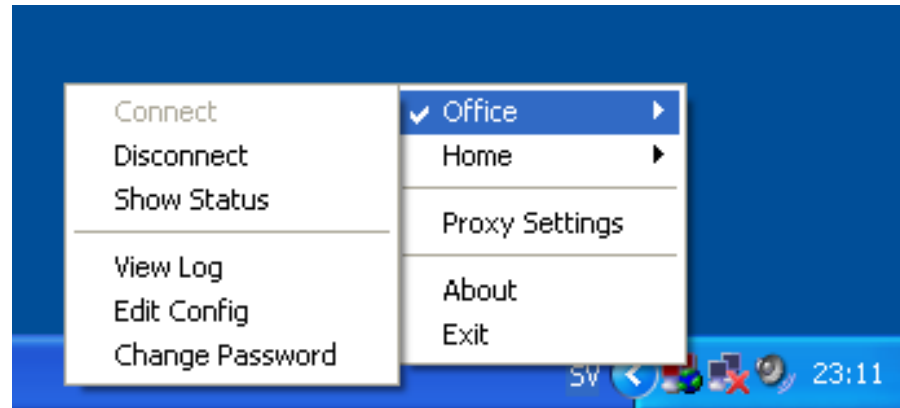 Connect
Disconnect
Show Status
View Log
Edit Config
Change Password
Office
Home
Proxy Settings
About
Exit
SV
23:11